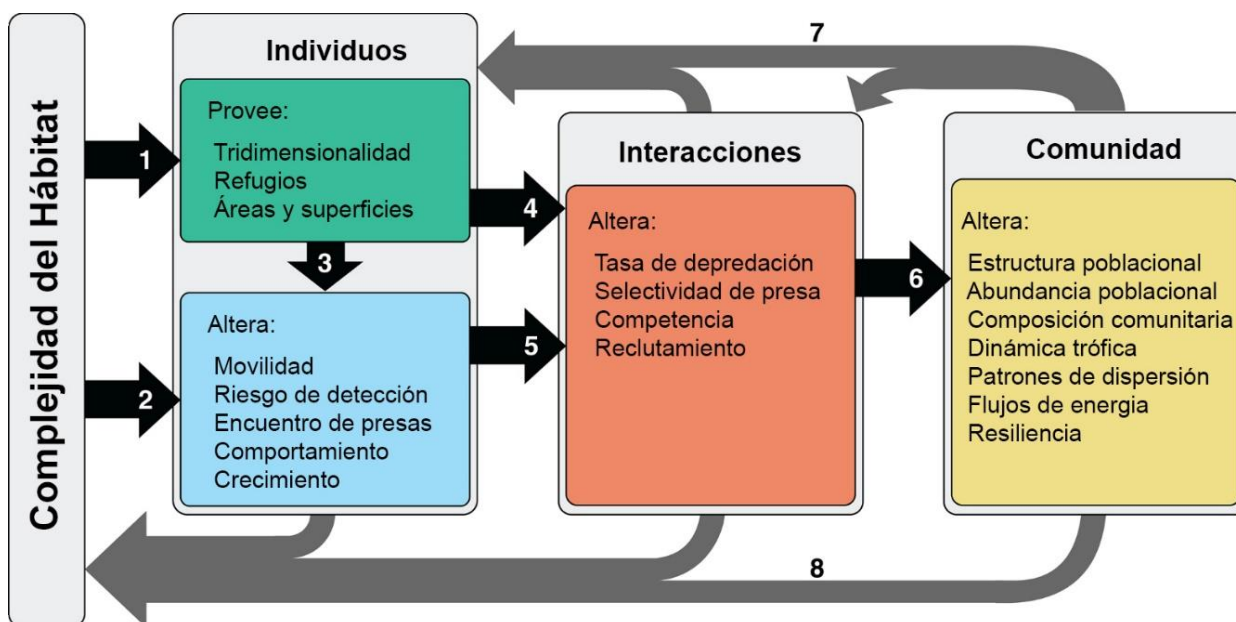 Complejidad del Hábitat
Individuos
Provee:
Tridimensionalidad
Refugios
Áreas y superficies
1
2
3
4
5
Altera:
Movilidad
Riesgo de detección
Encuentro de presas
Comportamiento
Crecimiento
Interacciones
Altera:
Tasa de depredación
Selectividad de presa
Competencia
Reclutamiento
6
7
Comunidad
Altera:
Estructura poblacional
Abundancia poblacional
Composición comunitaria
Dinámica trófica
Patrones de dispersión
Flujos de energia
Resiliencia
8